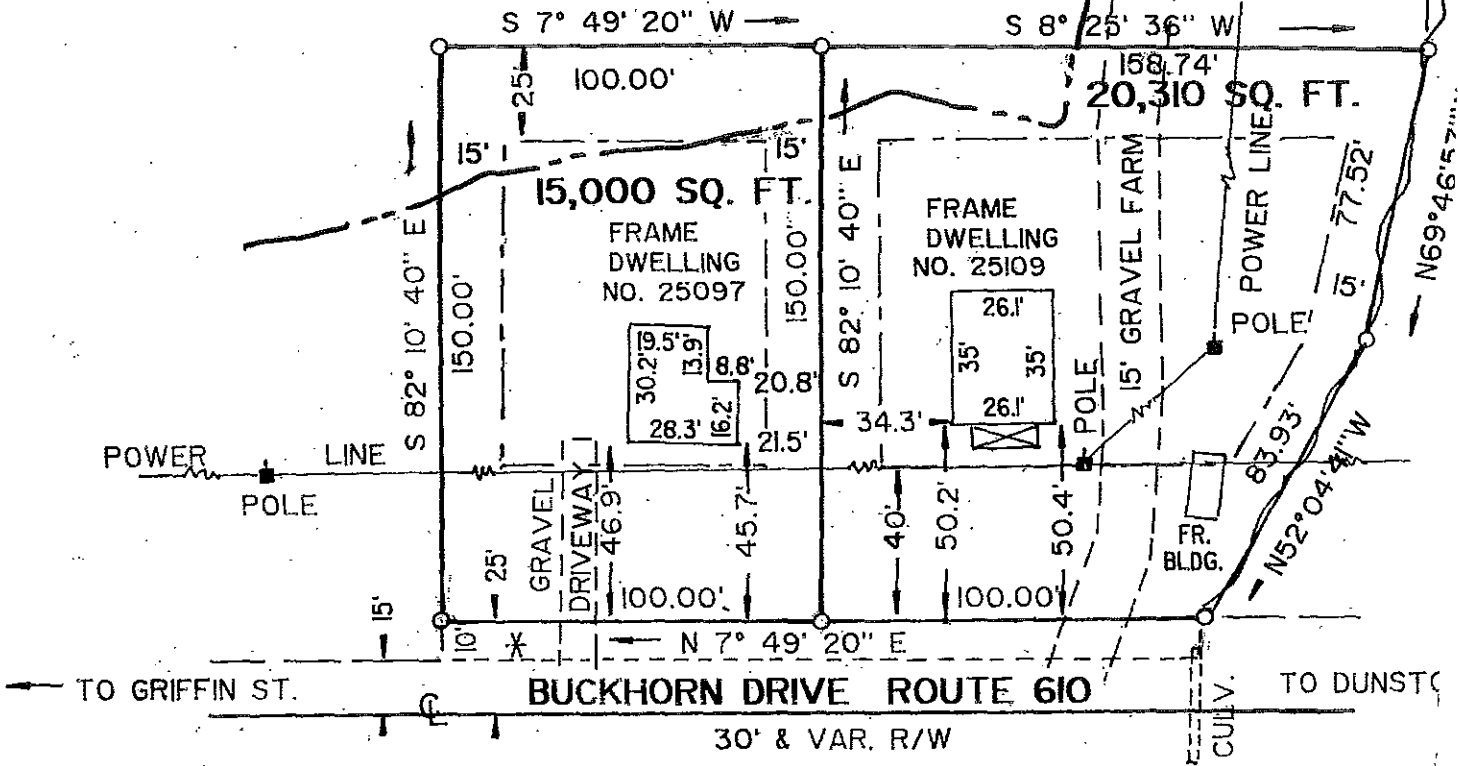 S 7° 49' 20" W
S 8° 25' 36" W
25'
100.00'
158.74'
20,310 SQ. FT.
15'
15'
15,000 SQ. FT.
FRAME
DWELLING
NO. 25097
FRAME
DWELLING
NO. 25109
S 82° 10' 40" E
150.00'
150.00'
S 82° 10' 40" E
15' GRAVEL FARM
POWER LINE
77.52'
15'
N69°46'57"
POLE
POLE
19.5'
13.9'
30.2'
8.8'
20.8'
16.2'
28.3'
21.5'
26.1'
35'
35'
26.1'
34.3'
83.93'
N52°04'41"W
POWER
LINE
POLE
GRAVEL
DRIVEWAY
46.9'
45.7'
40'
50.2'
50.4'
FR.
BLDG.
25'
15'
10'
100.00'
100.00'
N 7° 49' 20" E
TO GRIFFIN ST.
BUCKHORN DRIVE ROUTE 610
TO DUNST
CULV.
30' & VAR. R/W